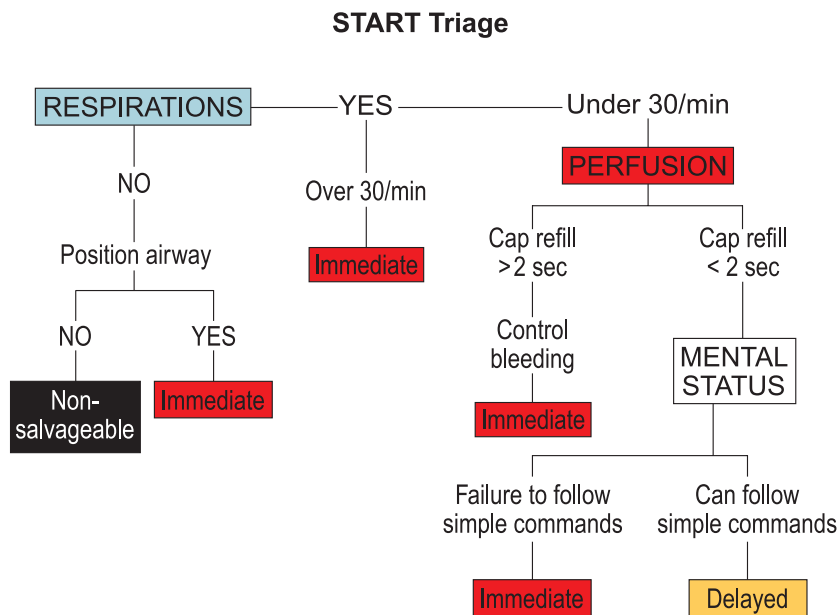 START Triage
RESPIRATIONS
YES
Under 30/min
PERFUSION
NO
Over 30/min
Immediate
Position airway
NO
YES
Non-
salvageable
Immediate
Cap refill
>2 sec
Cap refill
< 2 sec
Control
bleeding
Immediate
MENTAL
STATUS
Failure to follow
simple commands
Can follow
simple commands
Immediate
Delayed